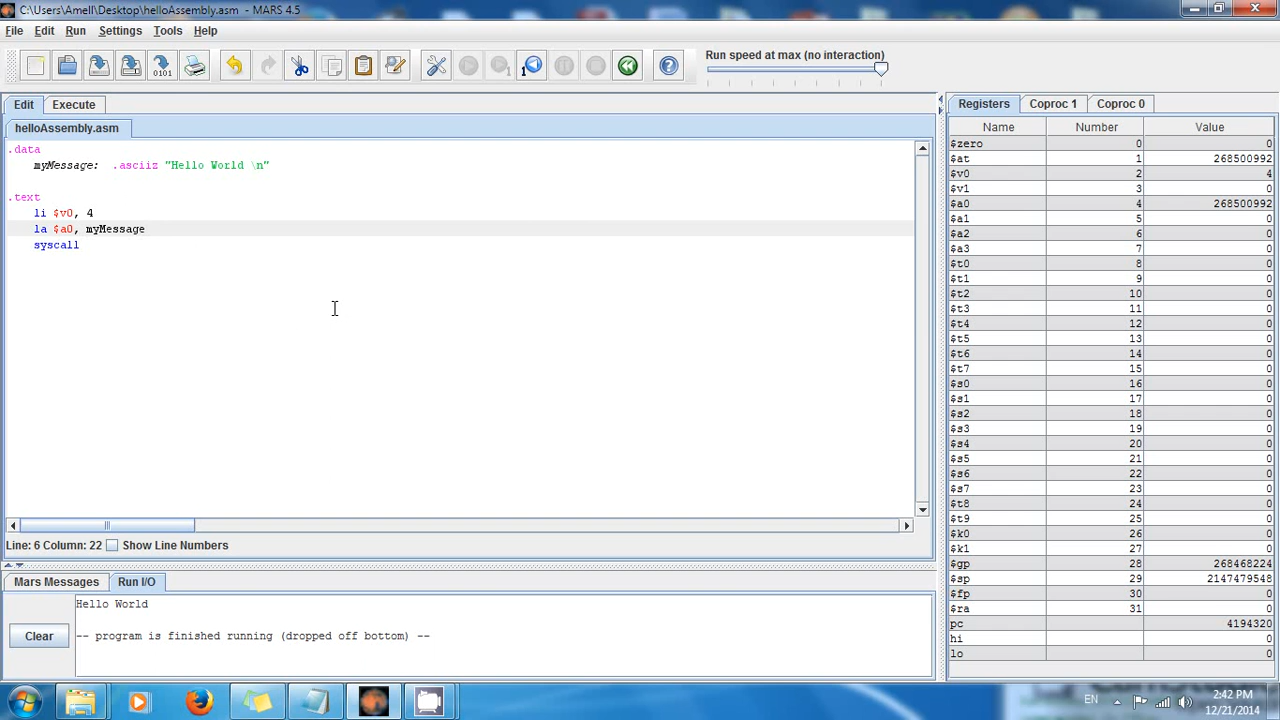 C:\Users\Amell\Desktop\helloAssembly.asm - MARS 4.5
File Edit Run Settings Tools Help
Run speed at max (no interaction)
0101
1
1
Edit Execute
helloAssembly.asm
.data
myMessage: .asciiz "Hello World \n"
.text
li $v0, 4
la $a0, myMessage
syscall
Line: 6 Column: 22 Show Line Numbers
Mars Messages Run I/O
Clear
Hello World
-- program is finished running (dropped off bottom) --
Registers Coproc 1 Coproc 0
Name Number Value
$zero 0 0
$at 1 268500992
$v0 2 4
$v1 3 0
$a0 4 268500992
$a1 5 0
$a2 6 0
$a3 7 0
$t0 8 0
$t1 9 0
$t2 10 0
$t3 11 0
$t4 12 0
$t5 13 0
$t6 14 0
$t7 15 0
$s0 16 0
$s1 17 0
$s2 18 0
$s3 19 0
$s4 20 0
$s5 21 0
$s6 22 0
$s7 23 0
$t8 24 0
$t9 25 0
$k0 26 0
$k1 27 0
$gp 28 268468224
$sp 29 2147479548
$fp 30 0
$ra 31 0
pc 4194320
hi 0
lo 0
EN
2:42 PM
12/21/2014